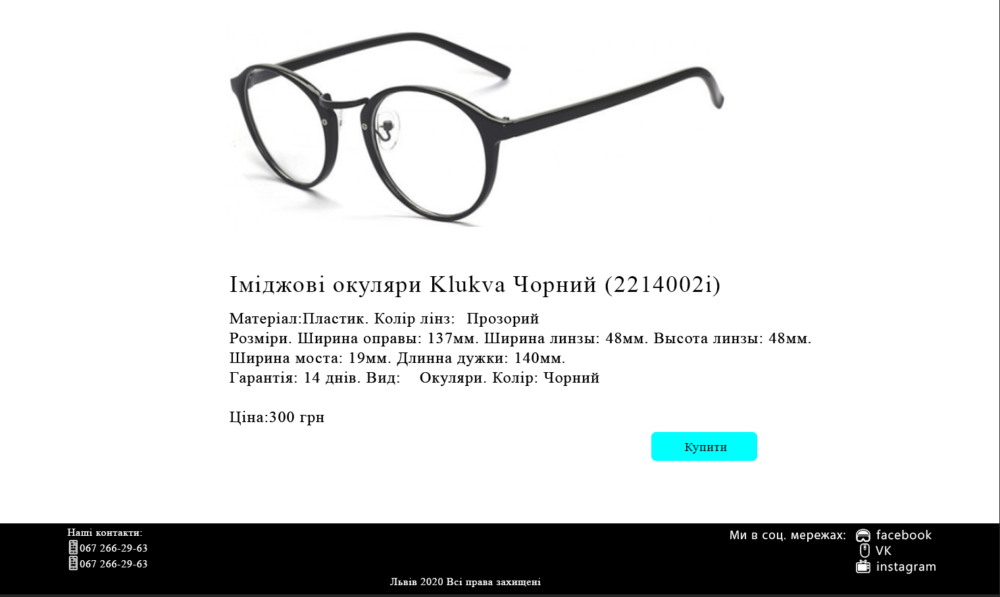 Іміджові окуляри Klukva Чорний (2214002і)
Матеріал:Пластик. Колір лінз: Прозорий
Розміри. Ширина оправы: 137мм. Ширина линзы: 48мм. Высота линзы: 48мм.
Ширина моста: 19мм. Длинна дужки: 140мм.
Гарантія: 14 днів. Вид: Окуляри. Колір: Чорний
Ціна:300 грн
Купити
Наші контакти:
067 266-29-63
067 266-29-63
Ми в соц. мережах:
facebook
VK
instagram
Львів 2020 Всі права захищені